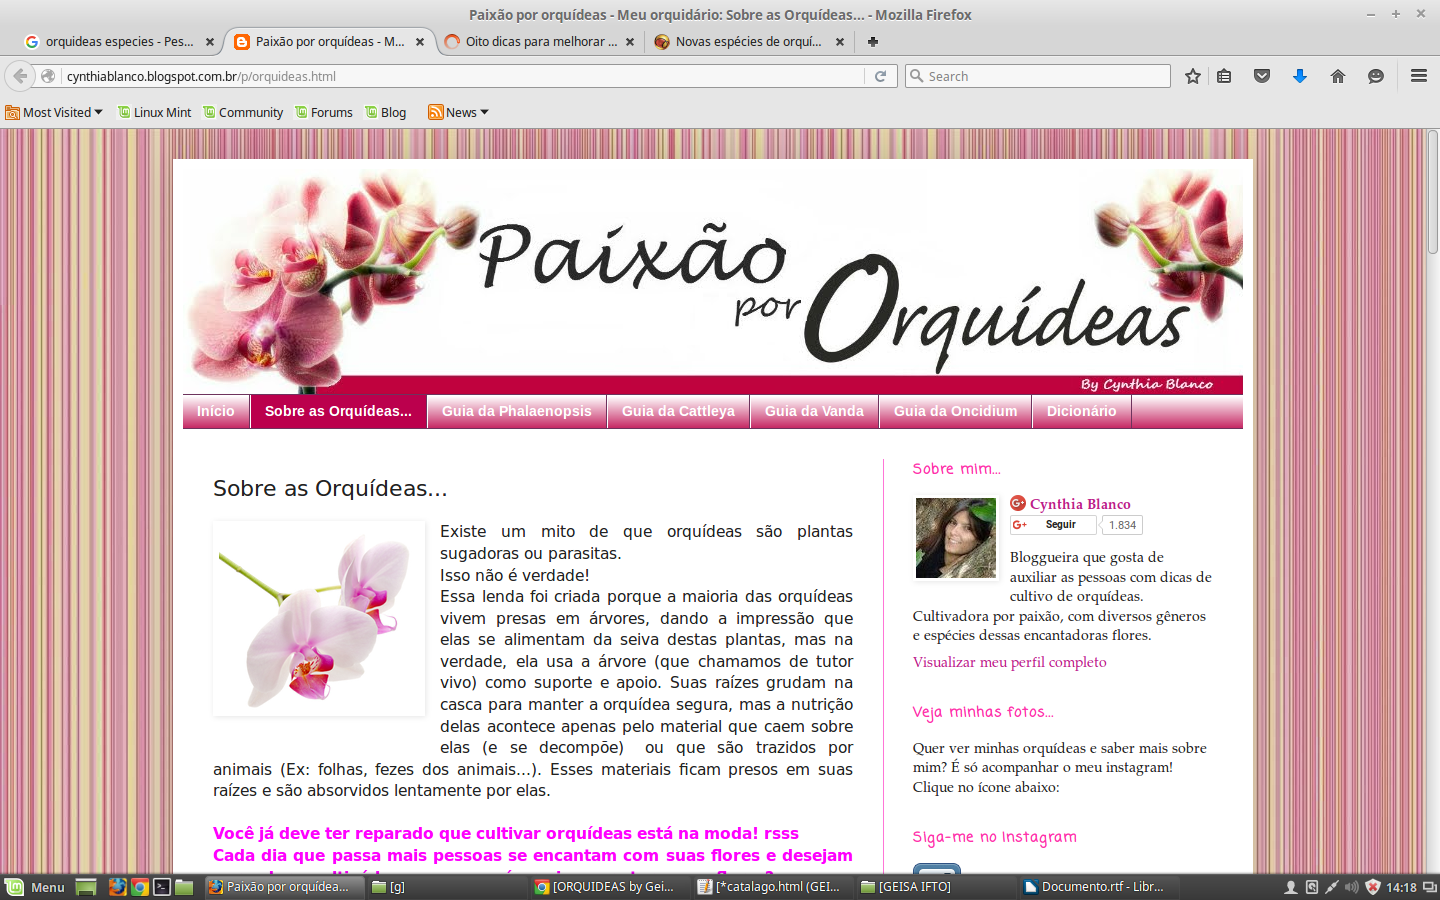 Paixão por orquídeas - Meu orquidário: Sobre as Orquídeas... - Mozilla Firefox
orquideas especies - Pes...
Paixão por orquídeas - M...
Oito dicas para melhorar ...
Novas espécies de orquí...
cynthiablanco.blogspot.com.br/p/orquideas.html
Search
Most Visited
Linux Mint
Community
Forums
Blog
News
Paixão
por Orquídeas
By Cynthia Blanco
Início
Sobre as Orquídeas...
Guia da Phalaenopsis
Guia da Cattleya
Guia da Vanda
Guia da Oncidium
Dicionário
Sobre as Orquídeas...
Existe um mito de que orquídeas são plantas
sugadoras ou parasitas.
Isso não é verdade!
Essa lenda foi criada porque a maioria das orquídeas
vivem presas em árvores, dando a impressão que
elas se alimentam da seiva destas plantas, mas na
verdade, ela usa a árvore (que chamamos de tutor
vivo) como suporte e apoio. Suas raízes grudam na
casca para manter a orquídea segura, mas a nutrição
delas acontece apenas pelo material que caem sobre
elas (e se decompõe) ou que são trazidos por
animais (Ex: folhas, fezes dos animais...). Esses materiais ficam presos em suas
raízes e são absorvidos lentamente por elas.
Você já deve ter reparado que cultivar orquídeas está na moda! rsss
Cada dia que passa mais pessoas se encantam com suas flores e desejam
Sobre mim...
Cynthia Blanco
Seguir
1.834
Bloggueira que gosta de
auxiliar as pessoas com dicas de
cultivo de orquídeas.
Cultivadora por paixão, com diversos gêneros
e espécies dessas encantadoras flores.
Visualizar meu perfil completo
Veja minhas fotos...
Quer ver minhas orquídeas e saber mais sobre
mim? É só acompanhar o meu instagram!
Clique no ícone abaixo:
Siga-me no Instagram
Menu
Paixão por orquídea...
[g]
[ORQUIDEAS by Gei...
[*catalago.html (GEI...
[GEISA IFTO]
Documento.rtf - Libr...
14:18